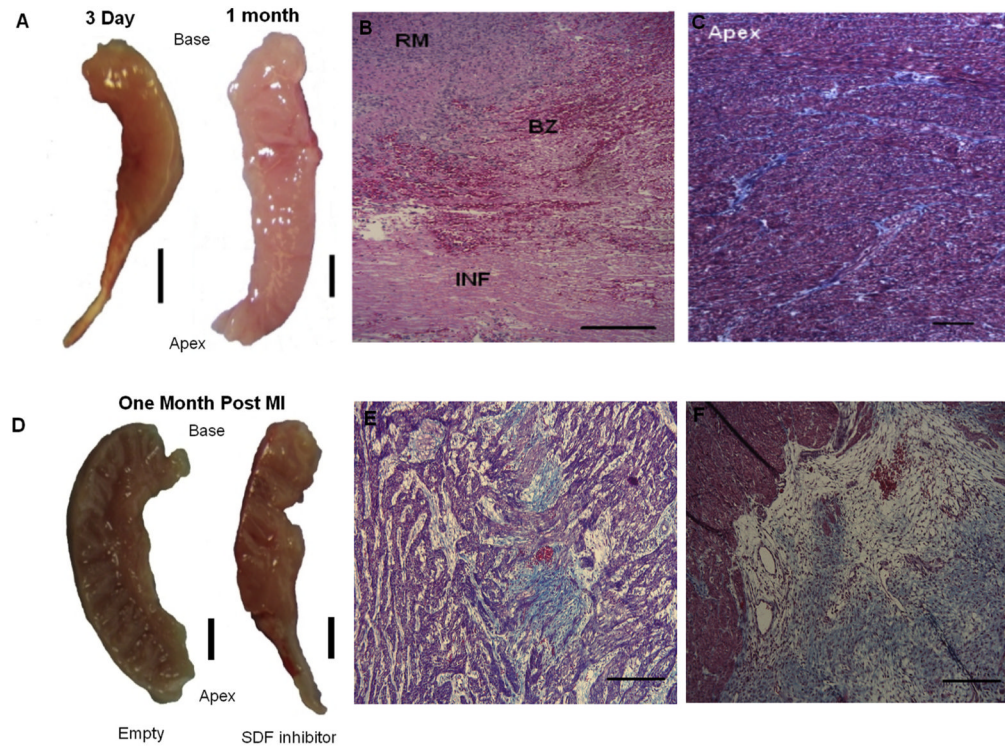 A
3 Day
1 month
Base
Apex
B
RM
BZ
INF
C
Apex
D
One Month Post MI
Base
Apex
Empty
SDF inhibitor
E
F